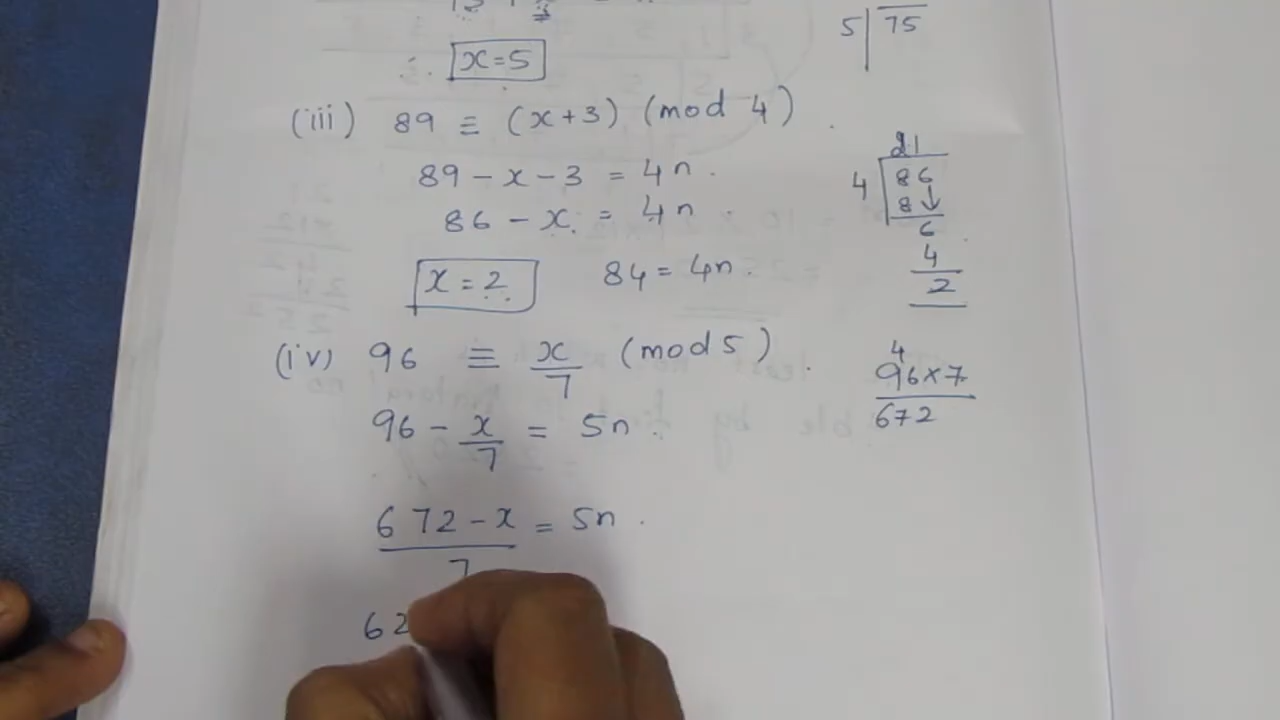 x=5
5 75
(iii) 89 ≡ (x+3) (mod 4)
89 - x - 3 = 4n.
86 - x = 4n
x = 2 84 = 4n.
21
4 86
8↓
6
4
2
(iv) 96 ≡ x/7 (mod 5)
96 - x/7 = 5n.
4
96×7
672
672 - x / 7 = 5n.
62